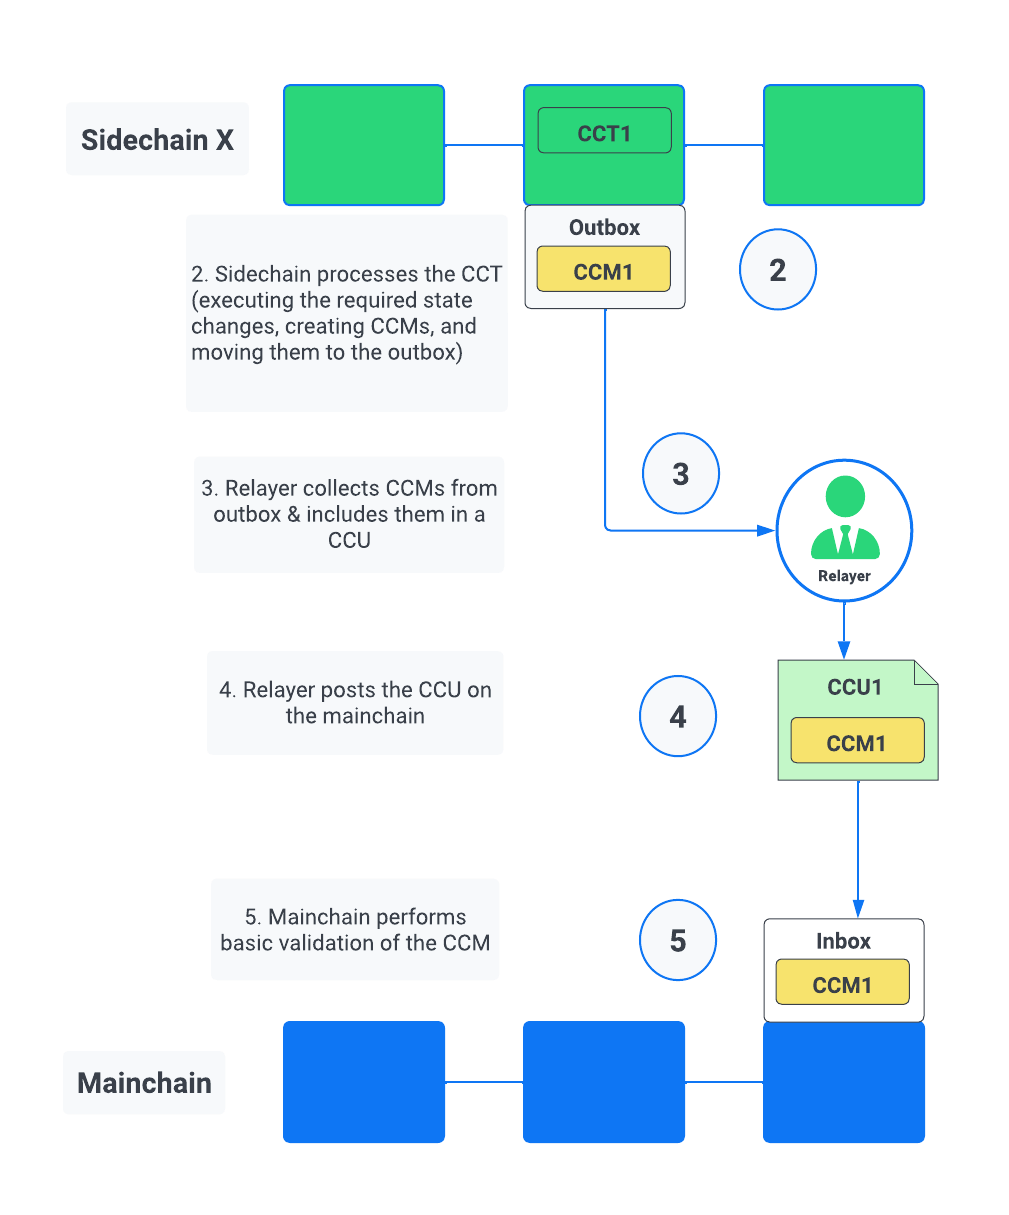 Sidechain X
CCT1
Outbox
CCM1
2
2. Sidechain processes the CCT
(executing the required state
changes, creating CCMs, and
moving them to the outbox)
3
3. Relayer collects CCMs from
outbox & includes them in a
CCU
Relayer
4. Relayer posts the CCU on
the mainchain
4
CCU1
CCM1
5. Mainchain performs
basic validation of the CCM
5
Inbox
CCM1
Mainchain